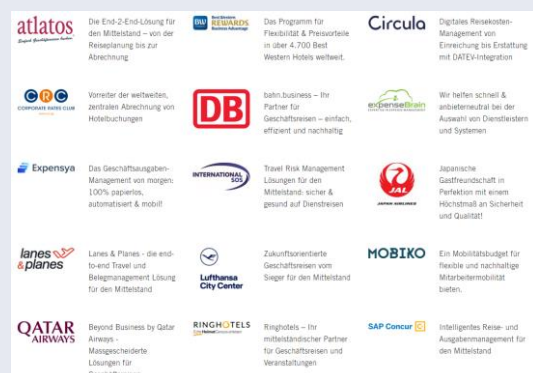 atlatos
Einfach Geschäftsreisen buchen.
Die End-2-End-Lösung für
den Mittelstand – von der
Reiseplanung bis zur
Abrechnung
BW
Best Western
REWARDS
Business Advantage
Das Programm für
Flexibilität & Preisvorteile
in über 4.700 Best
Western Hotels weltweit.
Circula
Digitales Reisekosten-
Management von
Einreichung bis Erstattung
mit DATEV-Integration
CRC
CORPORATE RATES CLUB
Vorreiter der weltweiten,
zentralen Abrechnung von
Hotelbuchungen
DB
bahn.business – Ihr
Partner für
Geschäftsreisen – einfach,
effizient und nachhaltig
expenseBrain
Wir helfen schnell &
anbieterneutral bei der
Auswahl von Dienstleistern
und Systemen
Expensya
Das Geschäftsausgaben-
Management von morgen:
100% papierlos,
automatisiert & mobil!
INTERNATIONAL
SOS
Travel Risk Management
Lösungen für den
Mittelstand: sicher &
gesund auf Dienstreisen
JAL
JAPAN AIRLINES
Japanische
Gastfreundschaft in
Perfektion mit einem
Höchstmaß an Sicherheit
und Qualität!
lanes
&planes
Lanes & Planes - die end-
to-end Travel und
Belegmanagement Lösung
für den Mittelstand
Lufthansa
City Center
Zukunftsorientierte
Geschäftsreisen vom
Sieger für den Mittelstand
MOBIKO
Ein Mobilitätsbudget für
flexible und nachhaltige
Mitarbeitermobilität
bieten.
QATAR
AIRWAYS
Beyond Business by Qatar
Airways -
Massgescheiderte
Lösungen für
RINGHOTELS
Ringhotels – Ihr
mittelständischer Partner
für Geschäftsreisen und
Veranstaltungen
SAP Concur
Intelligentes Reise- und
Ausgabenmanagement für
den Mittelstand